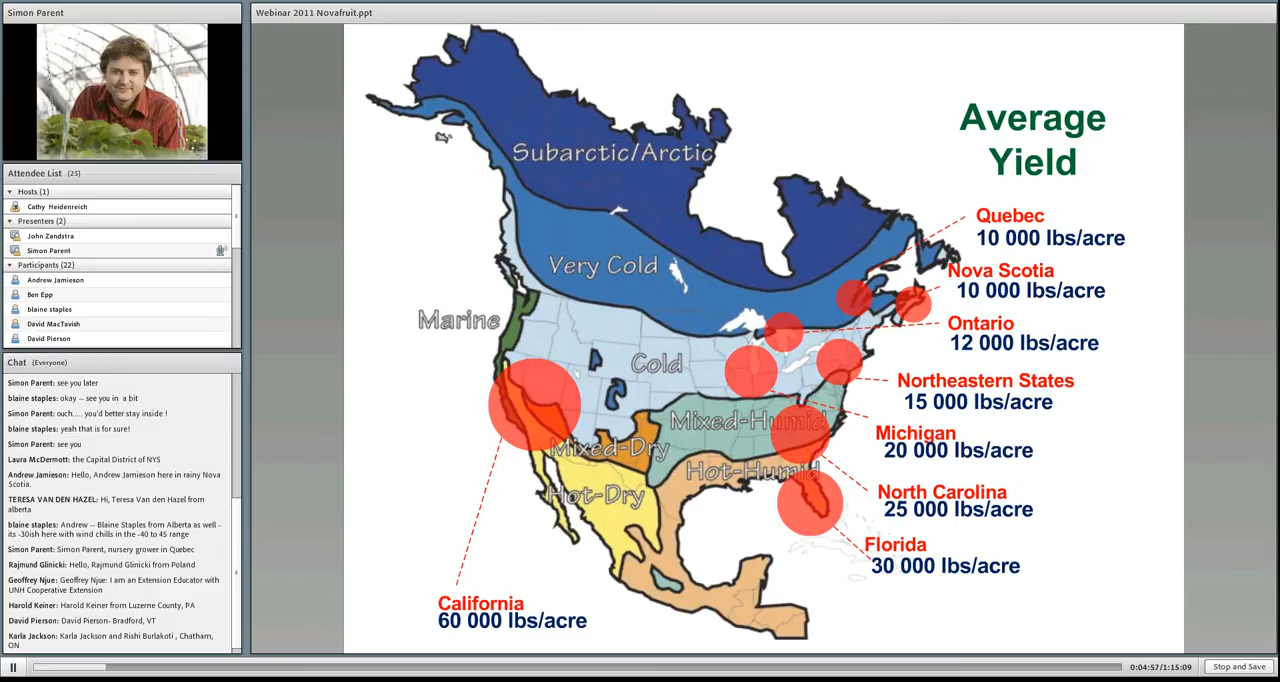 Simon Parent
Attendee List (25)
Hosts (1)
Cathy Heidenreich
Presenters (2)
John Zandstra
Simon Parent
Participants (22)
Andrew Jamieson
Ben Epp
blaine staples
David MacTavish
David Pierson
Chat (Everyone)
Simon Parent: see you later
blaine staples: okay -- see you in a bit
Simon Parent: ouch..... you'd better stay inside !
blaine staples: yeah that is for sure!
Simon Parent: see you
Laura McDermott: the Capital District of NYS
Andrew Jamieson: Hello, Andrew Jamieson here in rainy Nova
Scotia.
TERESA VAN DEN HAZEL: Hi, Teresa Van den Hazel from
alberta
blaine staples: Andrew -- Blaine Staples from Alberta as well -
its -30ish here with wind chills in the -40 to 45 range
Simon Parent: Simon Parent, nursery grower in Quebec
Rajmund Glinicki: Hello, Rajmund Glinicki from Poland
Geoffrey Njue: Geoffrey Njue: I am an Extension Educator with
UNH Cooperative Extension
Harold Keiner: Harold Keiner from Luzerne County, PA
David Pierson: David Pierson- Bradford, VT
Karla Jackson: Karla Jackson and Rishi Burlakoti , Chatham,
ON
Webinar 2011 Novafruit.ppt
Average
Yield
Subarctic/Arctic
Very Cold
Marine
Cold
Mixed-Humid
Mixed-Dry
Hot-Humid
Hot-Dry
Quebec
10 000 lbs/acre
Nova Scotia
10 000 lbs/acre
Ontario
12 000 lbs/acre
Northeastern States
15 000 lbs/acre
Michigan
20 000 lbs/acre
North Carolina
25 000 lbs/acre
Florida
30 000 lbs/acre
California
60 000 lbs/acre
0:04:57/1:15:09
Stop and Save